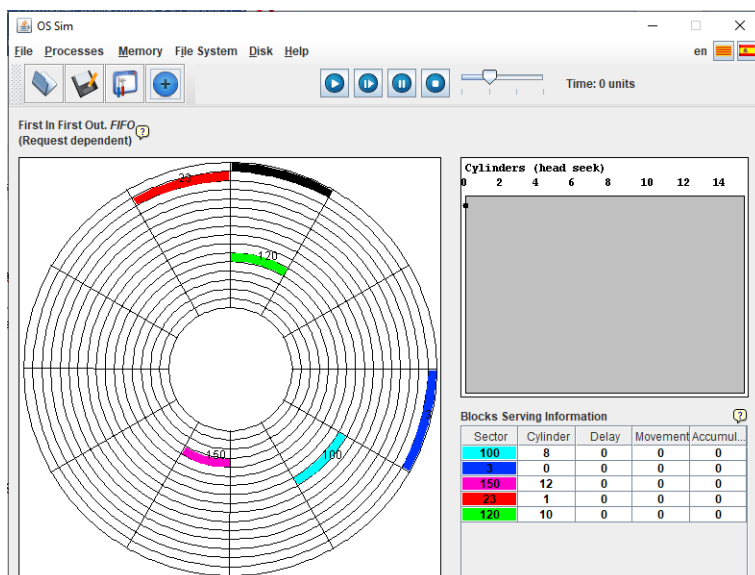 OS Sim
File Processes Memory File System Disk Help
en
Time: 0 units
First In First Out. FIFO
(Request dependent)
?
23
120
3
100
150
Cylinders (head seek)
0 2 4 6 8 10 12 14
Blocks Serving Information
?
Sector Cylinder Delay Movement Accumul...
100 8 0 0 0
3 0 0 0 0
150 12 0 0 0
23 1 0 0 0
120 10 0 0 0